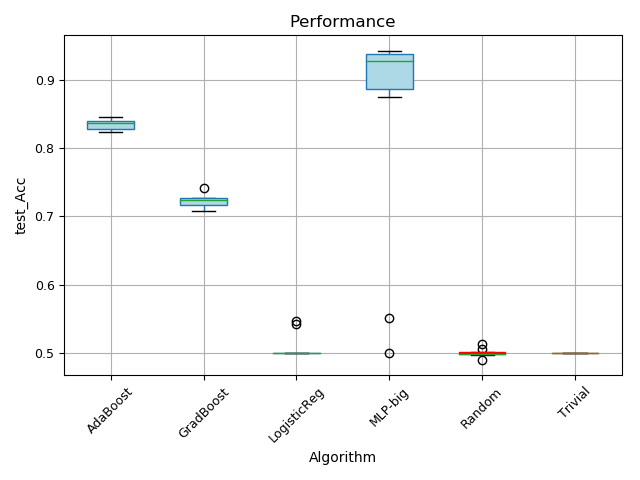 Performance
test_Acc
0.9
0.8
0.7
0.6
0.5
AdaBoost
GradBoost
LogisticReg
MLP-big
Random
Trivial
Algorithm